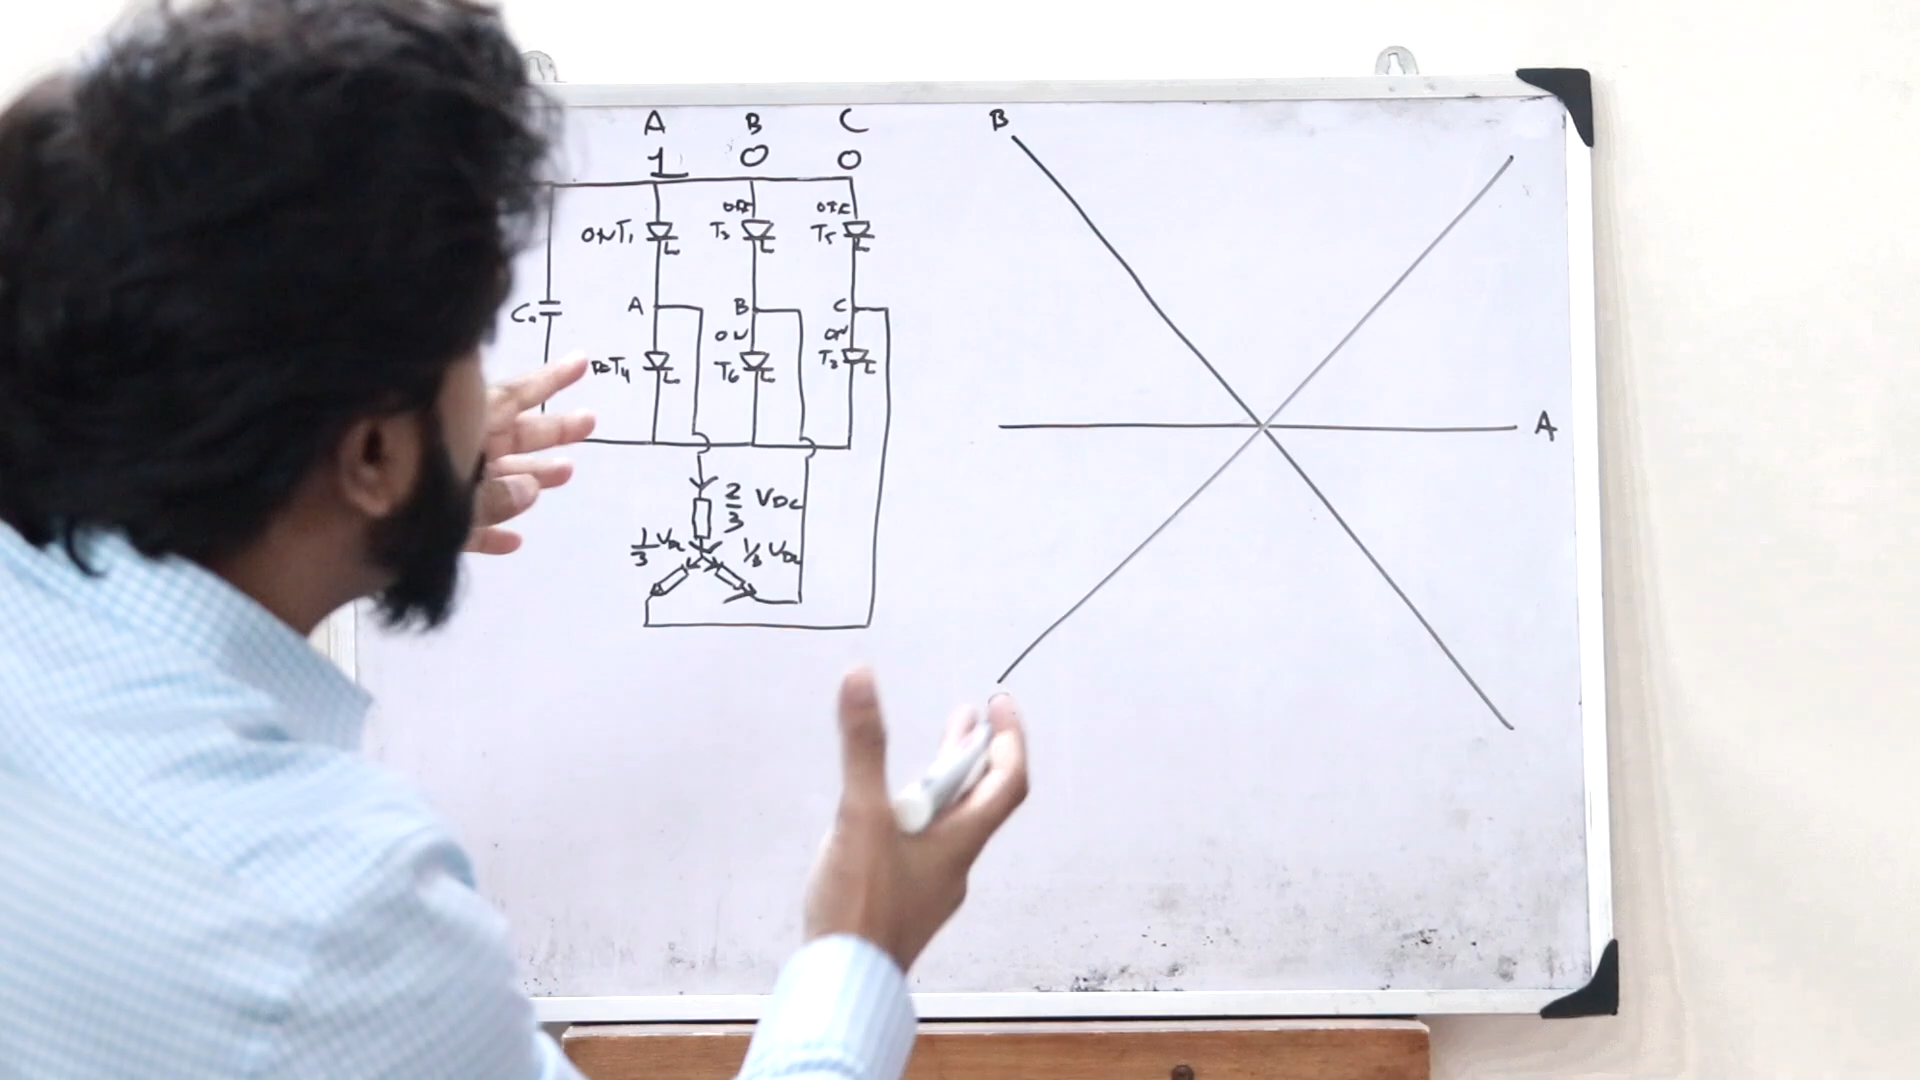 A B C
1 0 0
ON T1 OFF T3 OFF T5
A B C
ON ON
T4 T6 T2
2/3 VDC
1/3 VDC 1/3 VDC
B
A